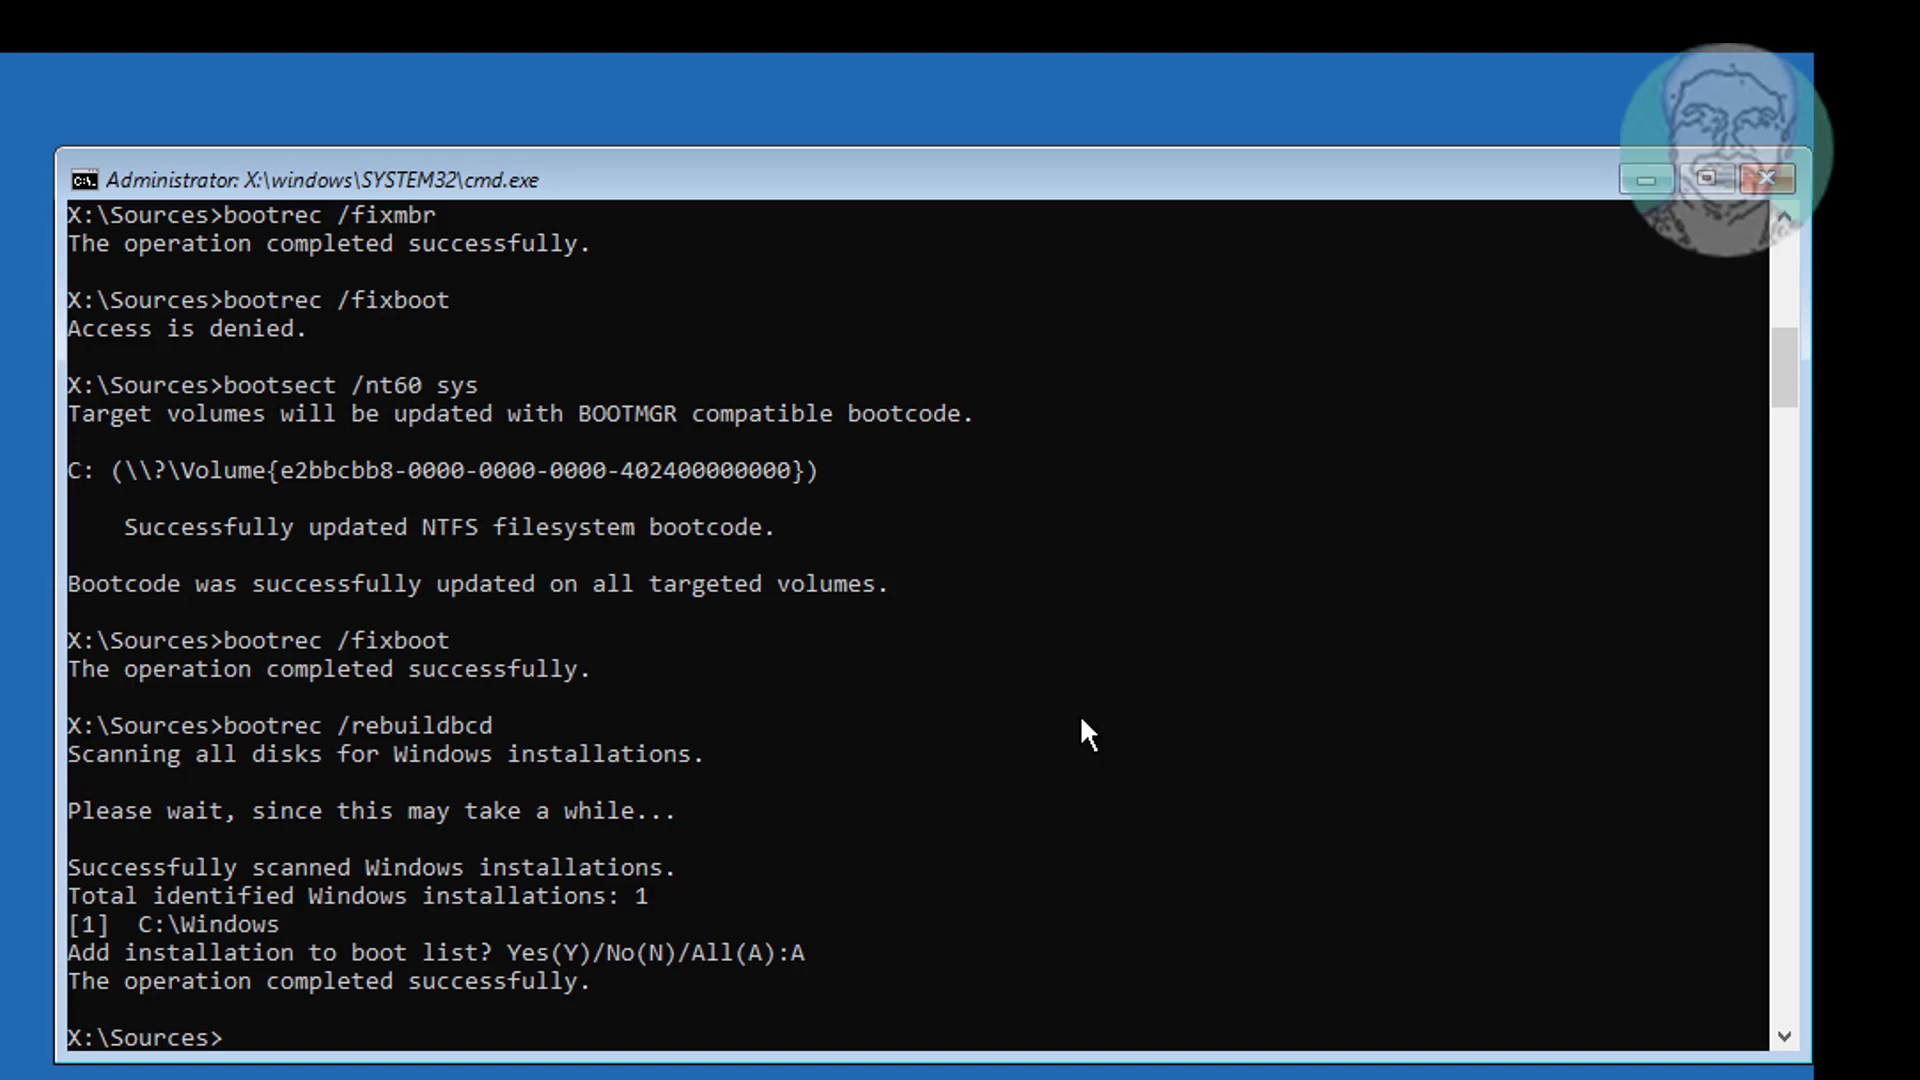 Administrator: X:\windows\SYSTEM32\cmd.exe
X:\Sources>bootrec /fixmbr
The operation completed successfully.
X:\Sources>bootrec /fixboot
Access is denied.
X:\Sources>bootsect /nt60 sys
Target volumes will be updated with BOOTMGR compatible bootcode.
C: (\\?\Volume{e2bbcbb8-0000-0000-0000-402400000000})
Successfully updated NTFS filesystem bootcode.
Bootcode was successfully updated on all targeted volumes.
X:\Sources>bootrec /fixboot
The operation completed successfully.
X:\Sources>bootrec /rebuildbcd
Scanning all disks for Windows installations.
Please wait, since this may take a while...
Successfully scanned Windows installations.
Total identified Windows installations: 1
[1]  C:\Windows
Add installation to boot list? Yes(Y)/No(N)/All(A):A
The operation completed successfully.
X:\Sources>